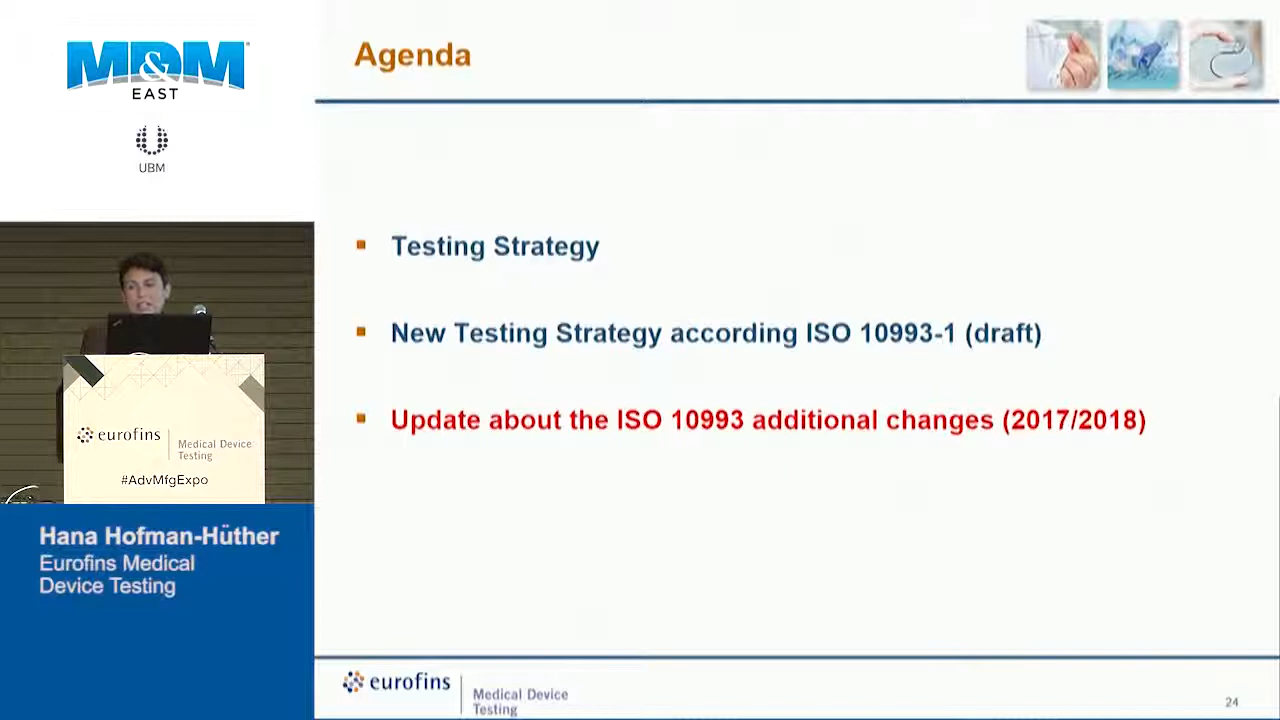 MD&M
EAST
UBM
eurofins
Medical Device
Testing
#AdvMfgExpo
Hana Hofman-Hüther
Eurofins Medical
Device Testing
Agenda
Testing Strategy
New Testing Strategy according ISO 10993-1 (draft)
Update about the ISO 10993 additional changes (2017/2018)
eurofins
Medical Device
Testing
24